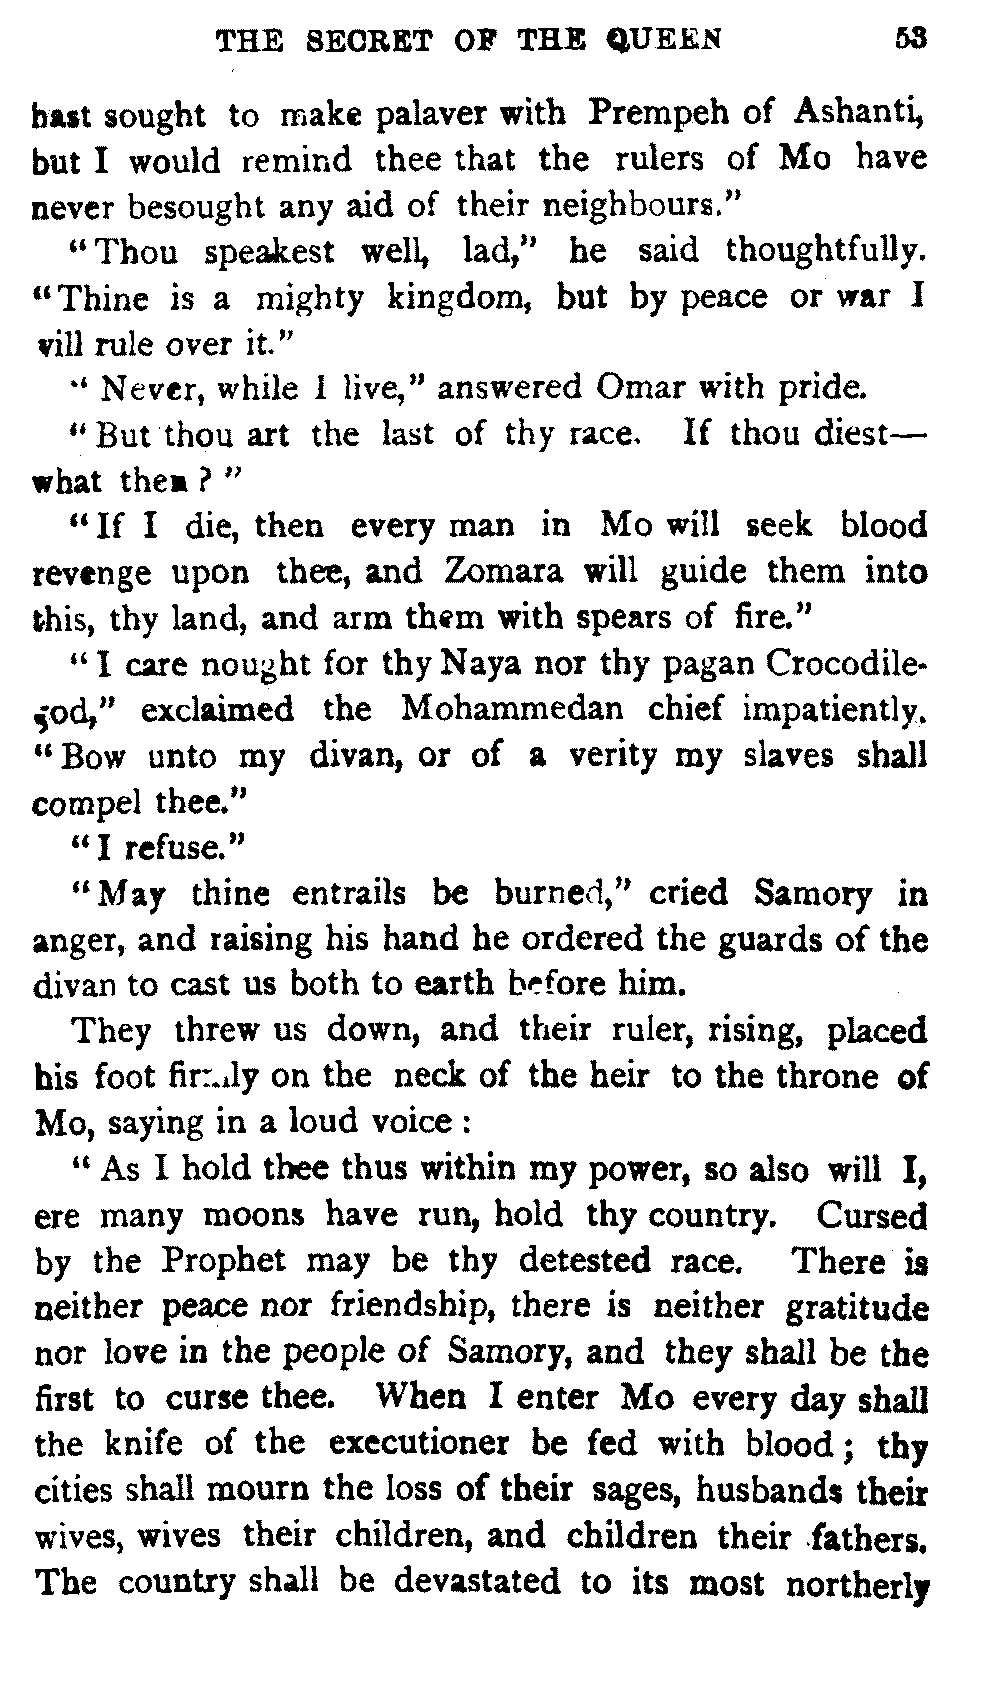 THE SECRET OF THE QUEEN 53
hast sought to make palaver with Prempeh of Ashanti,
but I would remind thee that the rulers of Mo have
never besought any aid of their neighbours."
"Thou speakest well, lad," he said thoughtfully.
"Thine is a mighty kingdom, but by peace or war I
will rule over it."
"Never, while I live," answered Omar with pride.
"But thou art the last of thy race. If thou diest—
what then?"
"If I die, then every man in Mo will seek blood
revenge upon thee, and Zomara will guide them into
this, thy land, and arm them with spears of fire."
"I care nought for thy Naya nor thy pagan Crocodile-
god," exclaimed the Mohammedan chief impatiently.
"Bow unto my divan, or of a verity my slaves shall
compel thee."
"I refuse."
"May thine entrails be burned," cried Samory in
anger, and raising his hand he ordered the guards of the
divan to cast us both to earth before him.
They threw us down, and their ruler, rising, placed
his foot firmly on the neck of the heir to the throne of
Mo, saying in a loud voice:
"As I hold thee thus within my power, so also will I,
ere many moons have run, hold thy country. Cursed
by the Prophet may be thy detested race. There is
neither peace nor friendship, there is neither gratitude
nor love in the people of Samory, and they shall be the
first to curse thee. When I enter Mo every day shall
the knife of the executioner be fed with blood; thy
cities shall mourn the loss of their sages, husbands their
wives, wives their children, and children their fathers.
The country shall be devastated to its most northerly